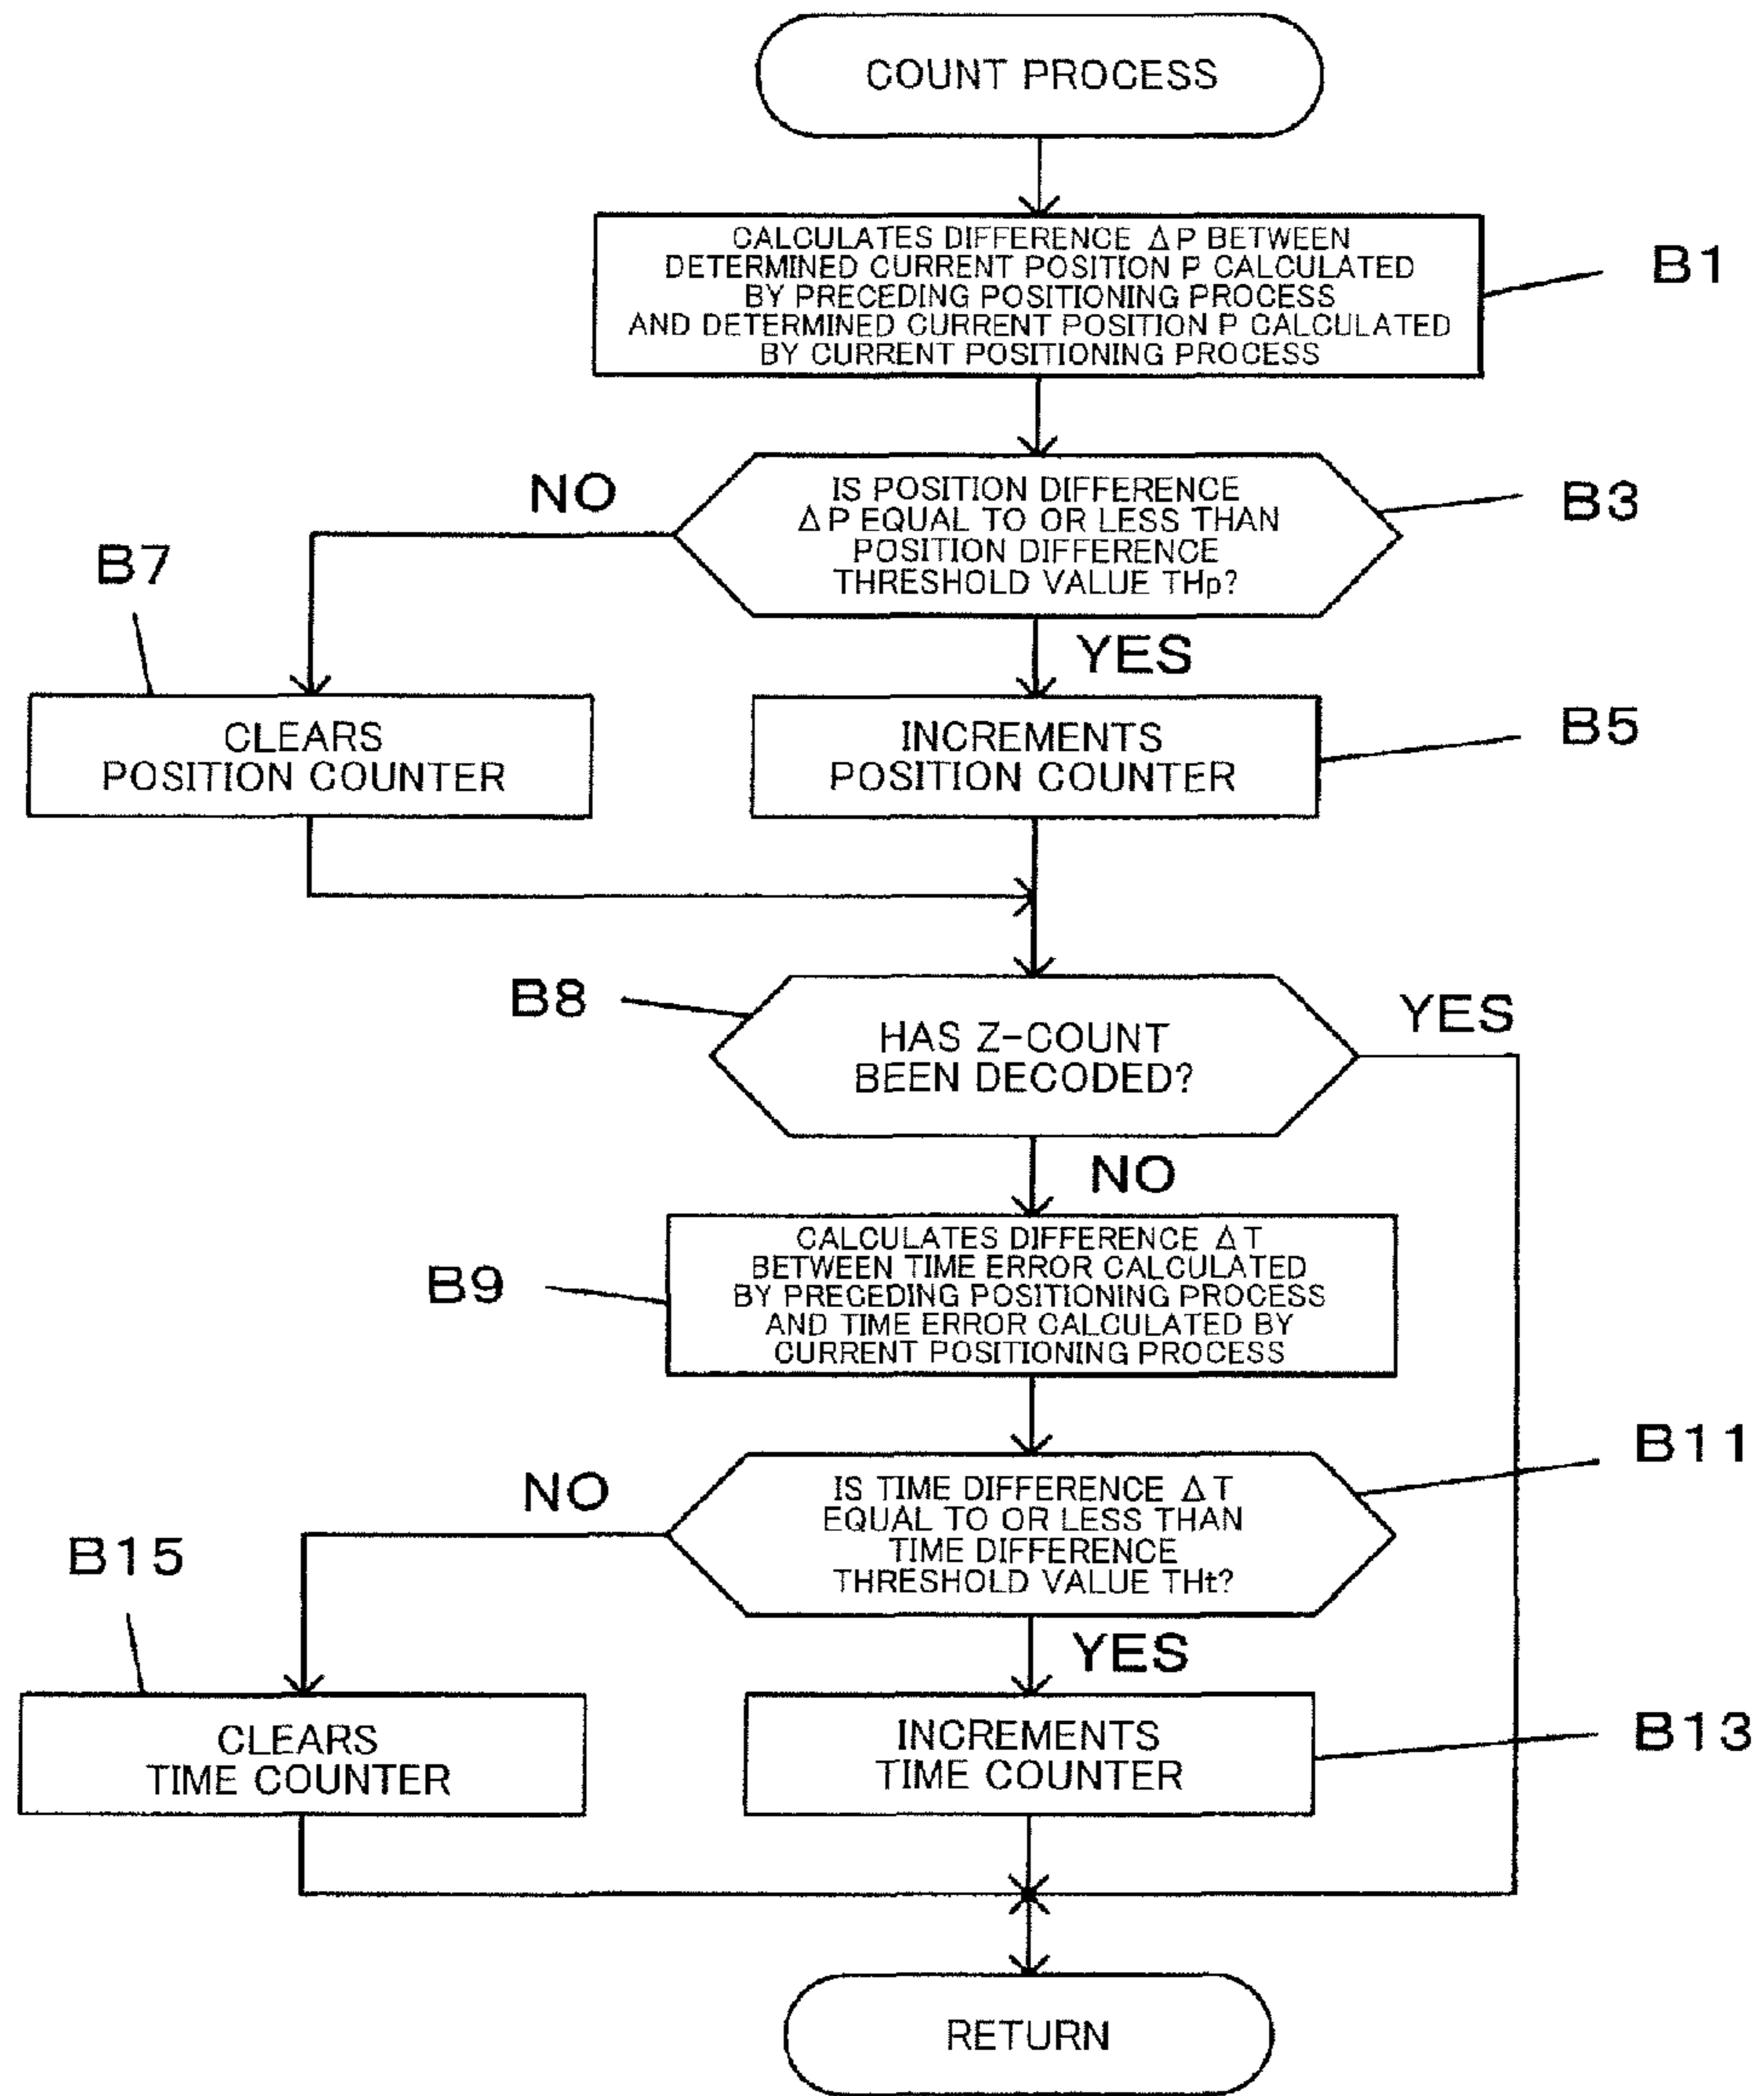 COUNT PROCESS
CALCULATES DIFFERENCE ΔP BETWEEN
DETERMINED CURRENT POSITION P CALCULATED
BY PRECEDING POSITIONING PROCESS
AND DETERMINED CURRENT POSITION P CALCULATED
BY CURRENT POSITIONING PROCESS
B1
NO
IS POSITION DIFFERENCE
ΔP EQUAL TO OR LESS THAN
POSITION DIFFERENCE
THRESHOLD VALUE THp?
B3
B7
YES
CLEARS
POSITION COUNTER
INCREMENTS
POSITION COUNTER
B5
B8
HAS Z-COUNT
BEEN DECODED?
YES
NO
B9
CALCULATES DIFFERENCE ΔT
BETWEEN TIME ERROR CALCULATED
BY PRECEDING POSITIONING PROCESS
AND TIME ERROR CALCULATED BY
CURRENT POSITIONING PROCESS
NO
IS TIME DIFFERENCE ΔT
EQUAL TO OR LESS THAN
TIME DIFFERENCE
THRESHOLD VALUE THt?
B11
B15
YES
CLEARS
TIME COUNTER
INCREMENTS
TIME COUNTER
B13
RETURN